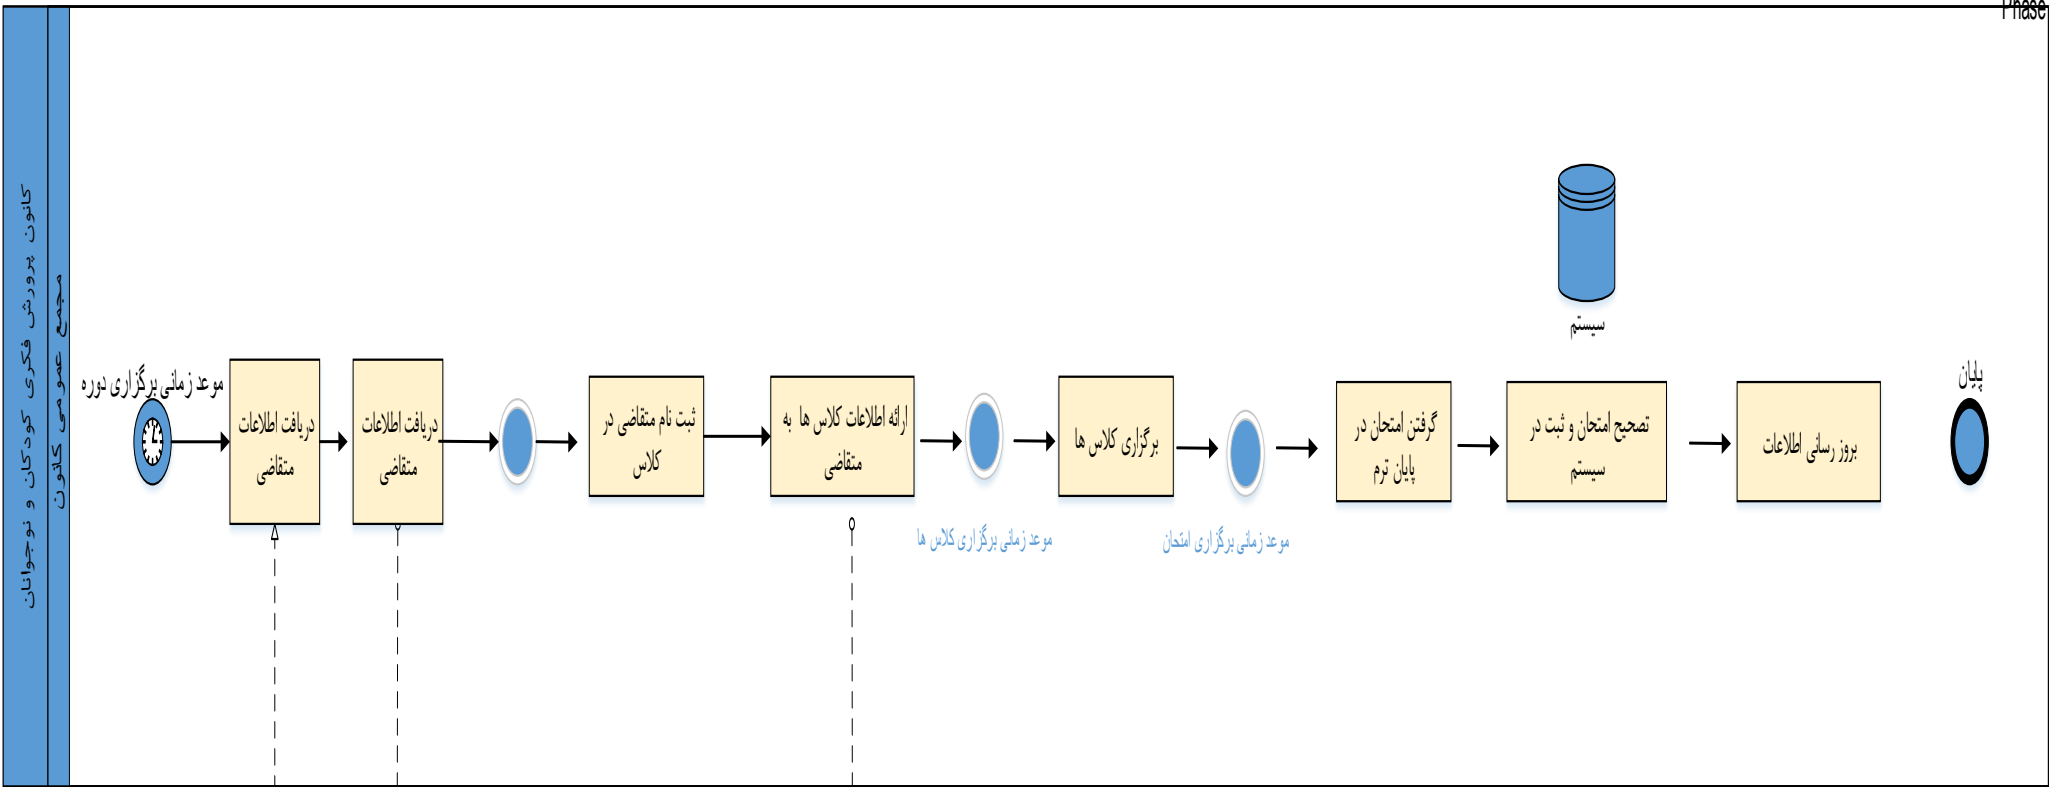 Phase
کانون پرورش فکری کودکان و نوجوانان
مجمع عمومی کانون
موعد زمانی برگزاری دوره
دریافت اطلاعات
متقاضی
دریافت اطلاعات
متقاضی
ثبت نام متقاضی در
کلاس
ارائه اطلاعات کلاس ها به
متقاضی
موعد زمانی برگزاری کلاس ها
برگزاری کلاس ها
موعد زمانی برگزاری امتحان
گرفتن امتحان در
پایان ترم
سیستم
تصحیح امتحان و ثبت در
سیستم
بروز رسانی اطلاعات
پایان